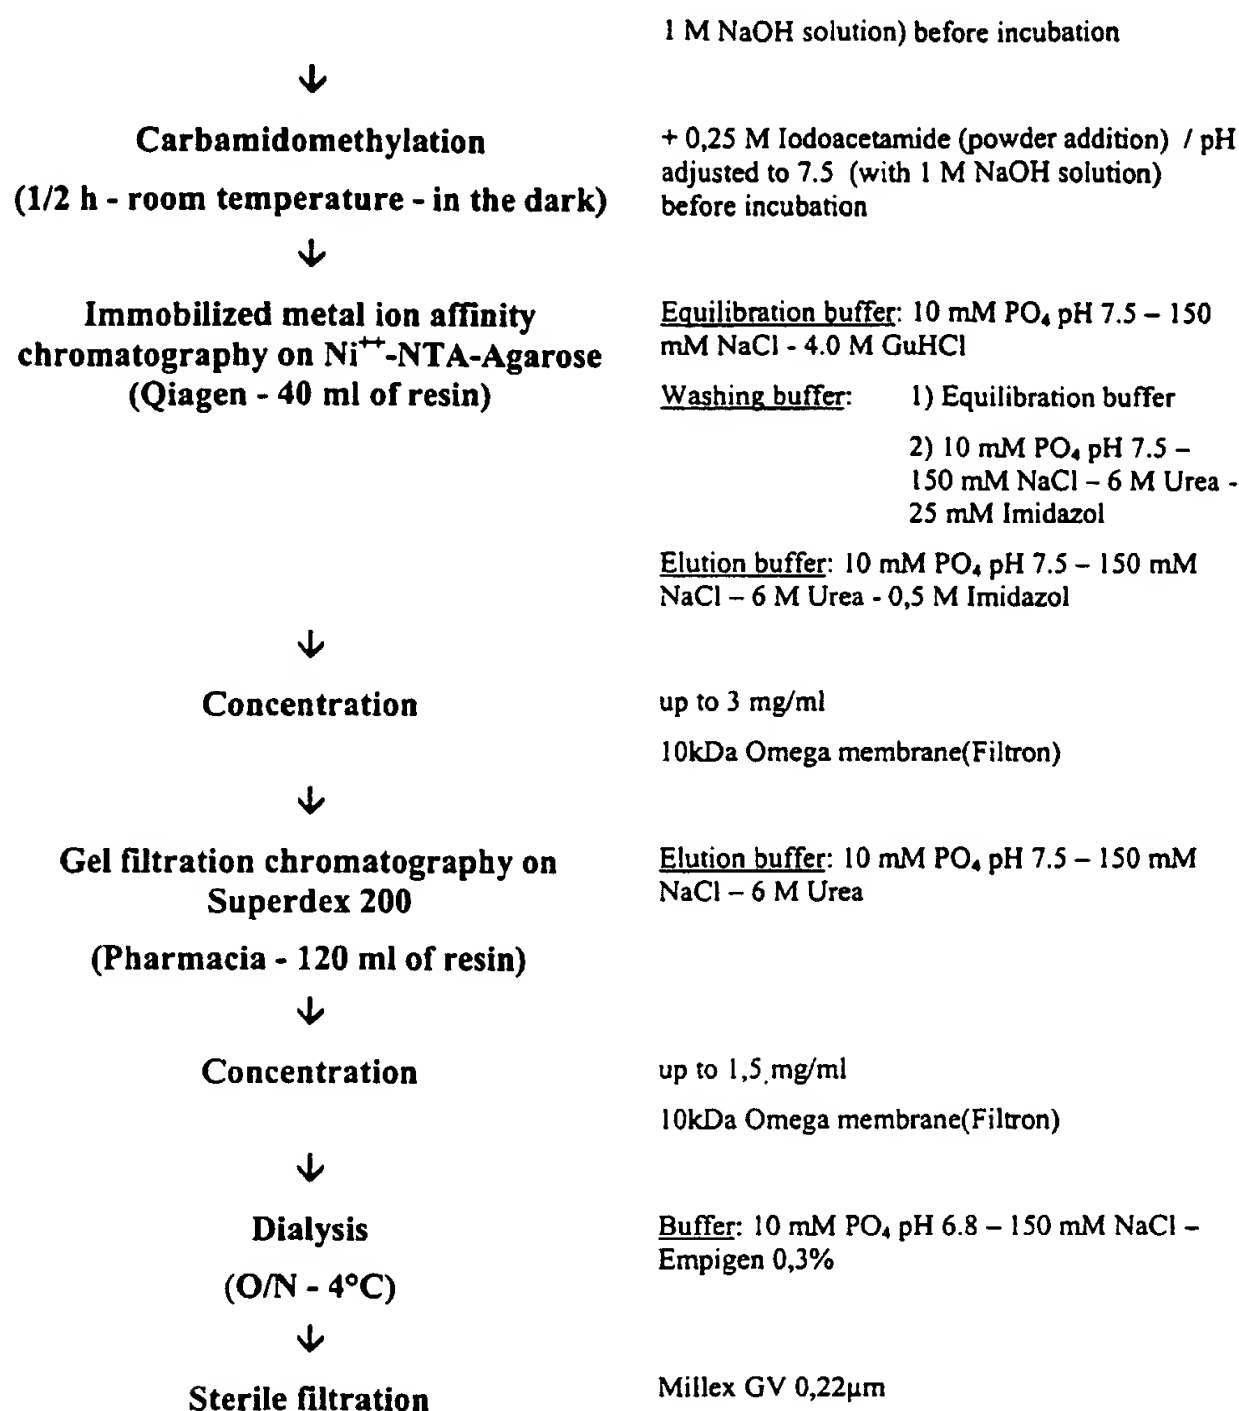 1 M NaOH solution) before incubation
↓
Carbamidomethylation
(1/2 h - room temperature - in the dark)
+ 0,25 M Iodoacetamide (powder addition) / pH
adjusted to 7.5 (with 1 M NaOH solution)
before incubation
↓
Immobilized metal ion affinity
chromatography on Ni⁺⁺-NTA-Agarose
(Qiagen - 40 ml of resin)
Equilibration buffer: 10 mM PO₄ pH 7.5 – 150
mM NaCl - 4.0 M GuHCl
Washing buffer: 1) Equilibration buffer
2) 10 mM PO₄ pH 7.5 –
150 mM NaCl – 6 M Urea -
25 mM Imidazol
Elution buffer: 10 mM PO₄ pH 7.5 – 150 mM
NaCl – 6 M Urea - 0,5 M Imidazol
↓
Concentration
up to 3 mg/ml
10kDa Omega membrane(Filtron)
↓
Gel filtration chromatography on
Superdex 200
(Pharmacia - 120 ml of resin)
Elution buffer: 10 mM PO₄ pH 7.5 – 150 mM
NaCl – 6 M Urea
↓
Concentration
up to 1,5 mg/ml
10kDa Omega membrane(Filtron)
↓
Dialysis
(O/N - 4°C)
Buffer: 10 mM PO₄ pH 6.8 – 150 mM NaCl –
Empigen 0,3%
↓
Sterile filtration
Millex GV 0,22µm